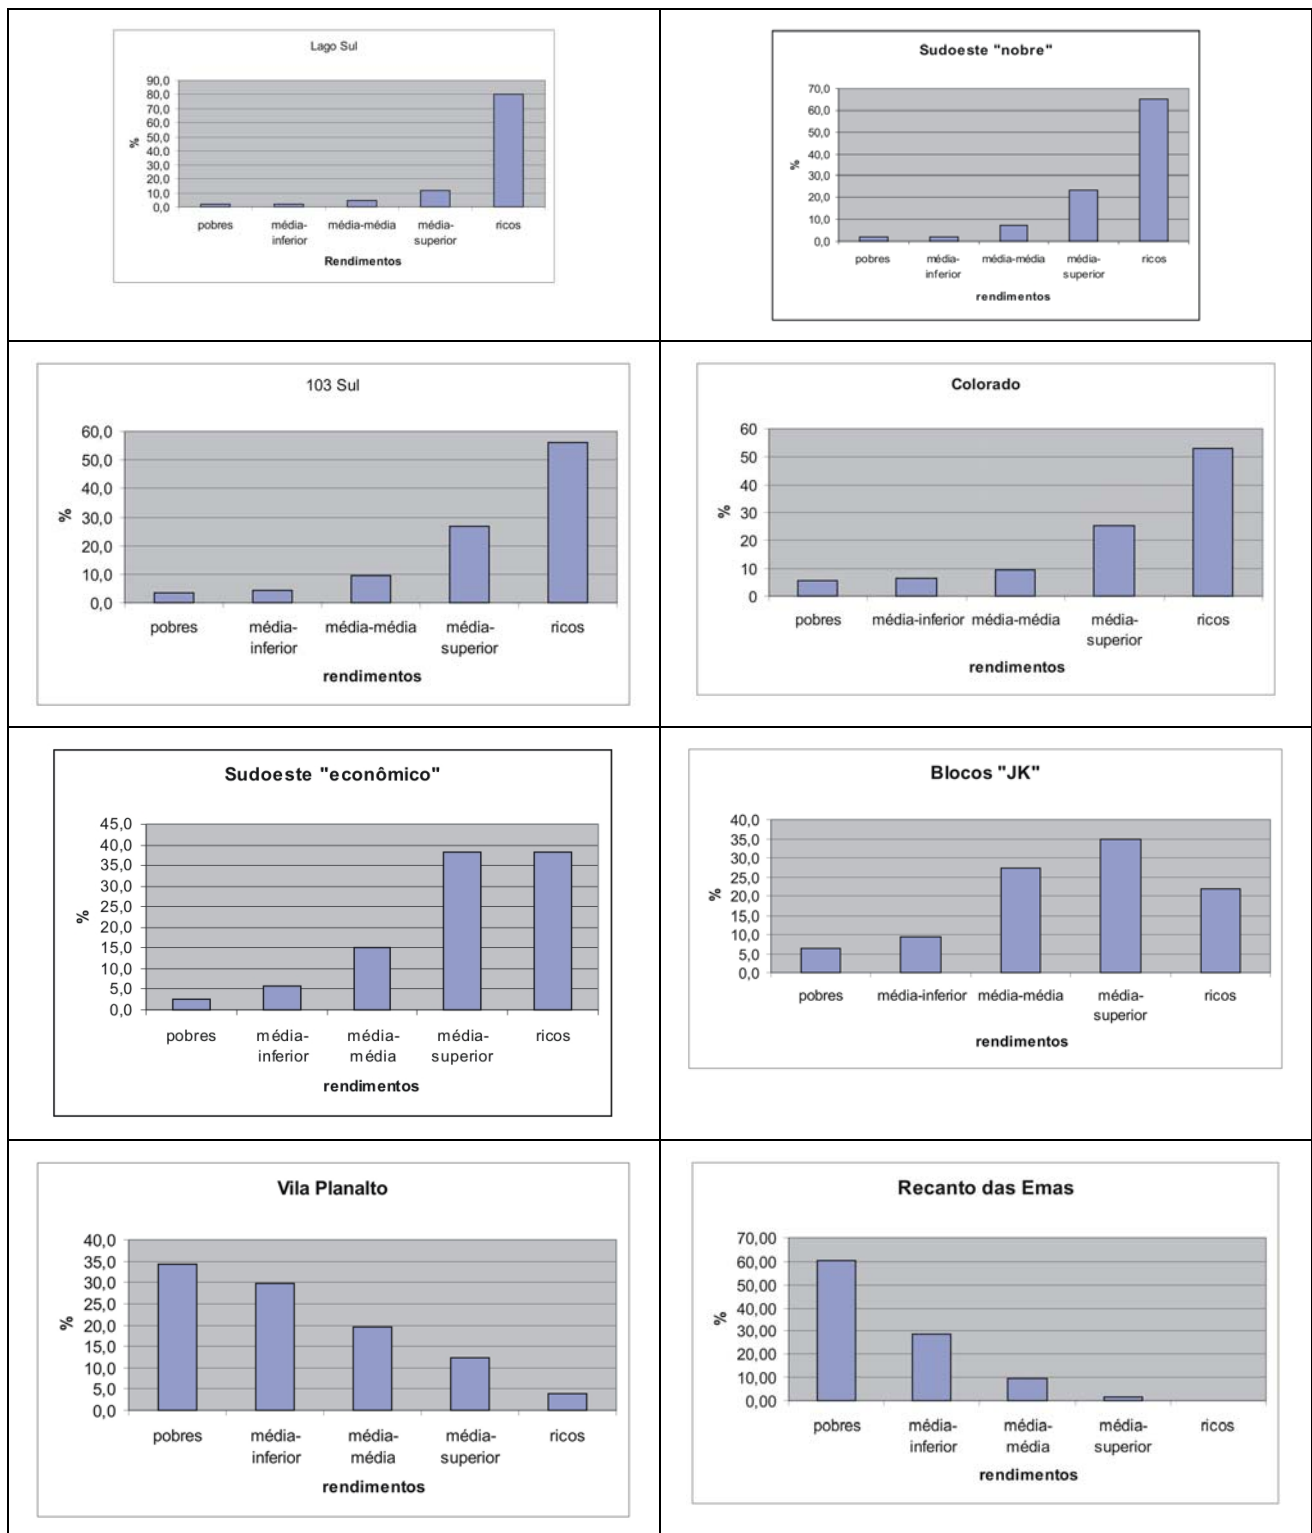 Lago Sul
90,0
80,0
70,0
60,0
50,0
40,0
30,0
20,0
10,0
0,0
%
pobres média- média-média média- ricos
inferior superior
Rendimentos
Sudoeste "nobre"
70,0
60,0
50,0
40,0
30,0
20,0
10,0
0,0
%
pobres média- média-média média- ricos
inferior superior
rendimentos
103 Sul
60,0
50,0
40,0
30,0
20,0
10,0
0,0
%
pobres média- média-média média- ricos
inferior superior
rendimentos
Colorado
60
50
40
30
20
10
0
%
pobres média-inferior média-média média- ricos
superior
rendimentos
Sudoeste "econômico"
45,0
40,0
35,0
30,0
25,0
20,0
15,0
10,0
5,0
0,0
%
pobres média- média- média- ricos
inferior média superior
rendimentos
Blocos "JK"
40,0
35,0
30,0
25,0
20,0
15,0
10,0
5,0
0,0
%
pobres média-inferior média-média média- ricos
superior
rendimentos
Vila Planalto
40,0
35,0
30,0
25,0
20,0
15,0
10,0
5,0
0,0
%
pobres média- média- média- ricos
inferior média superior
rendimentos
Recanto das Emas
70,00
60,00
50,00
40,00
30,00
20,00
10,00
0,00
%
pobres média- média- média- ricos
inferior média superior
rendimentos